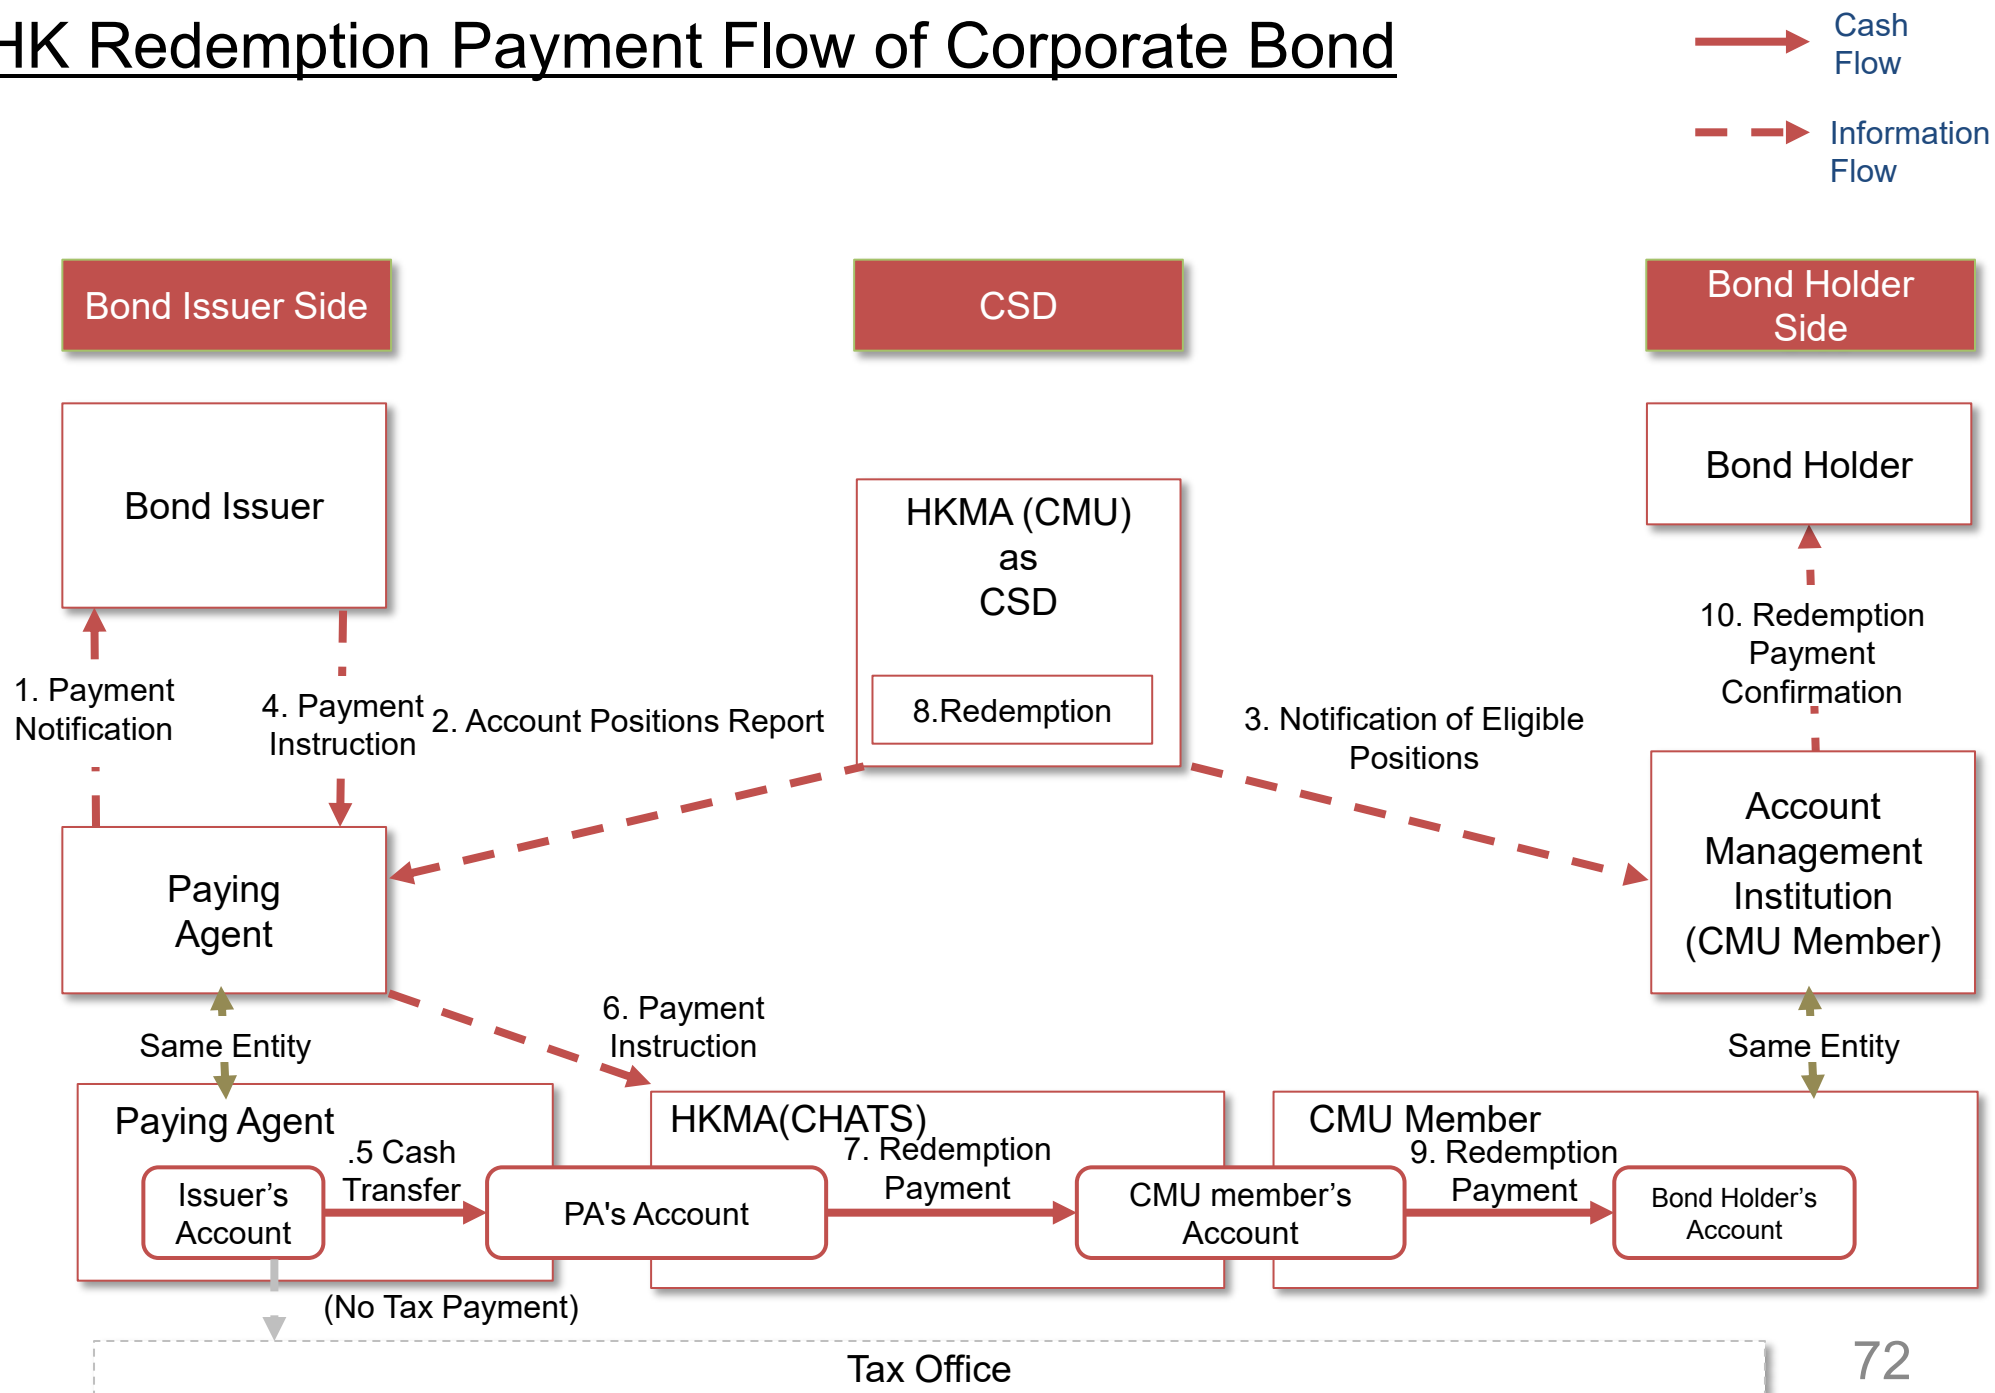 HK Redemption Payment Flow of Corporate Bond
Cash
Flow
Information
Flow
Bond Issuer Side
CSD
Bond Holder
Side
Bond Issuer
HKMA (CMU)
as
CSD
8.Redemption
Bond Holder
1. Payment
Notification
4. Payment
Instruction
2. Account Positions Report
3. Notification of Eligible
Positions
10. Redemption
Payment
Confirmation
Paying
Agent
Account
Management
Institution
(CMU Member)
6. Payment
Instruction
Same Entity
Same Entity
Paying Agent
.5 Cash
Transfer
Issuer’s
Account
PA's Account
HKMA(CHATS)
7. Redemption
Payment
CMU member’s
Account
CMU Member
9. Redemption
Payment
Bond Holder’s
Account
(No Tax Payment)
Tax Office
72